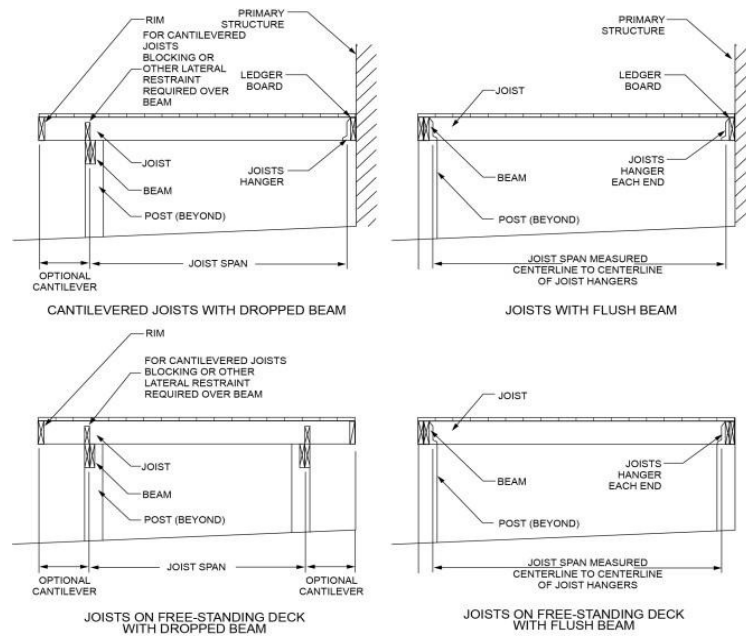 RIM
FOR CANTILEVERED
JOISTS
BLOCKING OR
OTHER LATERAL
RESTRAINT
REQUIRED OVER
BEAM
PRIMARY
STRUCTURE
LEDGER
BOARD
JOIST
BEAM
POST (BEYOND)
JOISTS
HANGER
JOIST SPAN
OPTIONAL
CANTILEVER
CANTILEVERED JOISTS WITH DROPPED BEAM
PRIMARY
STRUCTURE
LEDGER
BOARD
JOIST
BEAM
JOISTS
HANGER
EACH END
POST (BEYOND)
JOIST SPAN MEASURED
CENTERLINE TO CENTERLINE
OF JOIST HANGERS
JOISTS WITH FLUSH BEAM
RIM
FOR CANTILEVERED JOISTS
BLOCKING OR OTHER
LATERAL RESTRAINT
REQUIRED OVER BEAM
JOIST
BEAM
POST (BEYOND)
JOIST SPAN
OPTIONAL
CANTILEVER
OPTIONAL
CANTILEVER
JOISTS ON FREE-STANDING DECK
WITH DROPPED BEAM
JOIST
BEAM
JOISTS
HANGER
EACH END
POST (BEYOND)
JOIST SPAN MEASURED
CENTERLINE TO CENTERLINE
OF JOIST HANGERS
JOISTS ON FREE-STANDING DECK
WITH FLUSH BEAM